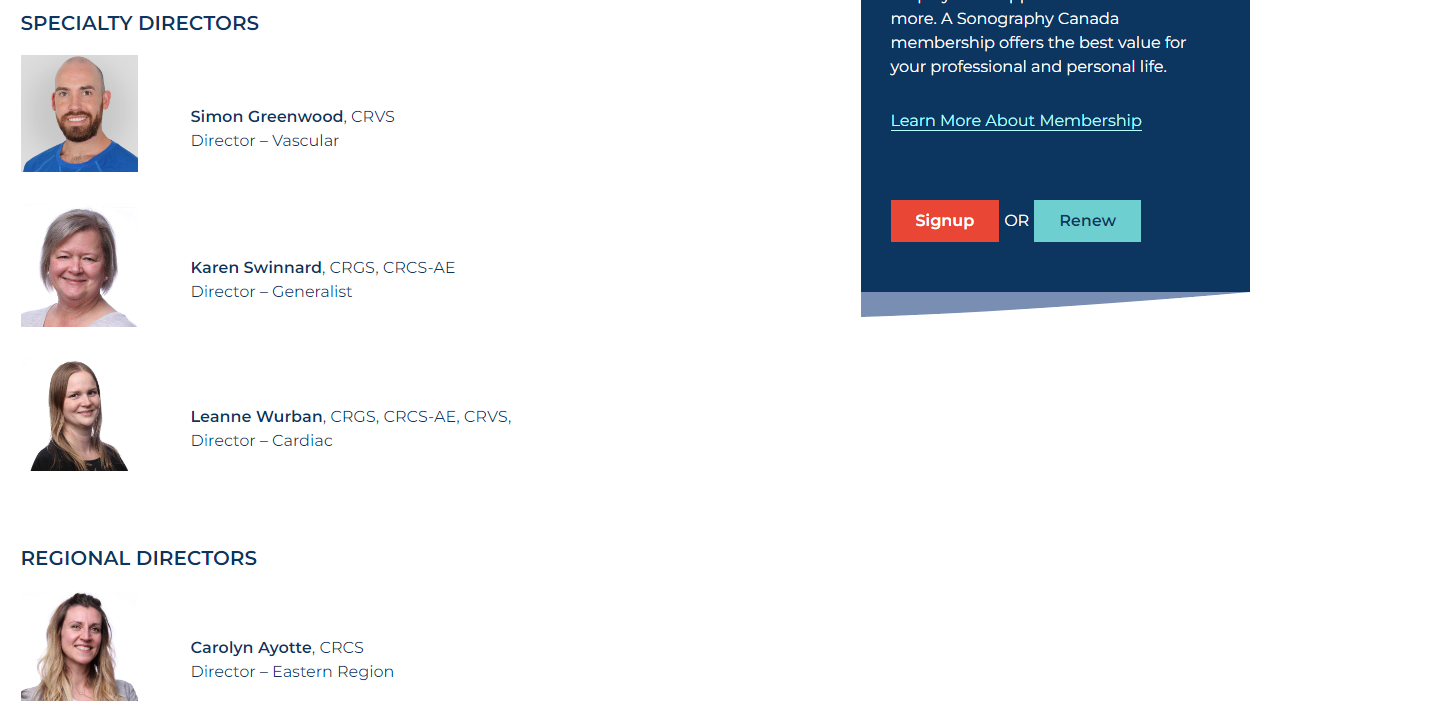 SPECIALTY DIRECTORS
Simon Greenwood, CRVS
Director – Vascular
Karen Swinnard, CRGS, CRCS-AE
Director – Generalist
Leanne Wurban, CRGS, CRCS-AE, CRVS,
Director – Cardiac
REGIONAL DIRECTORS
Carolyn Ayotte, CRCS
Director – Eastern Region
more. A Sonography Canada
membership offers the best value for
your professional and personal life.
Learn More About Membership
Signup OR Renew